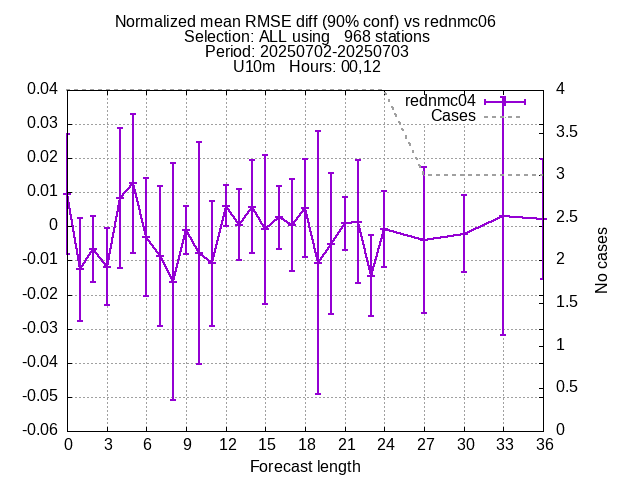 Normalized mean RMSE diff (90% conf) vs rednmc06
Selection: ALL using   968 stations
Period: 20250702-20250703
U10m   Hours: 00,12
rednmc04
Cases
0.04
0.03
0.02
0.01
0
-0.01
-0.02
-0.03
-0.04
-0.05
-0.06
4
3.5
3
2.5
2
1.5
1
0.5
0
No cases
0 3 6 9 12 15 18 21 24 27 30 33 36
Forecast length